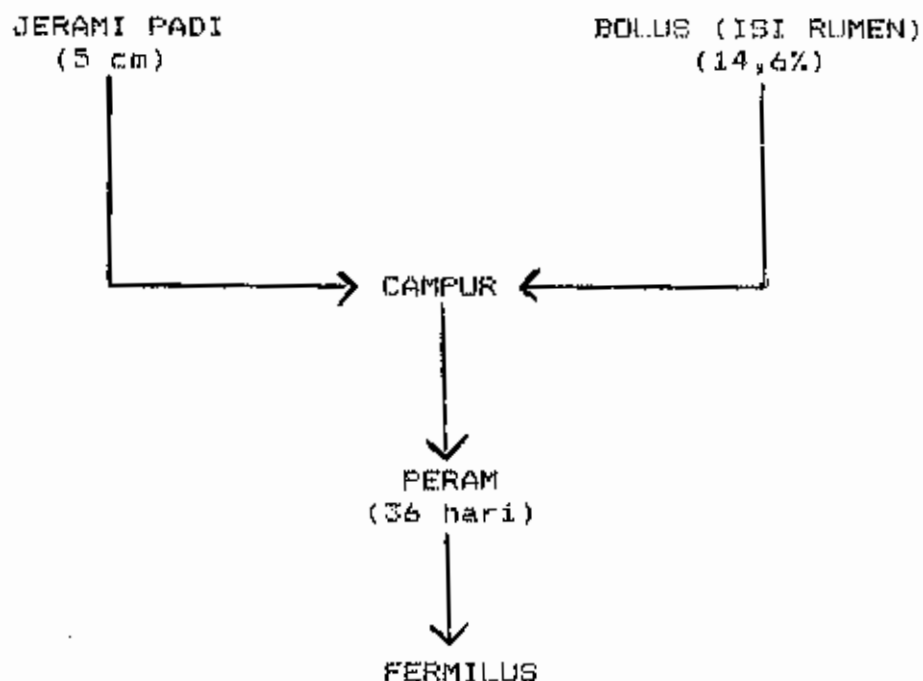 JERAMI PADI
(5 cm)
BOLUS (ISI RUMEN)
(14,6%)
CAMPUR
PERAM
(36 hari)
FERMILUS